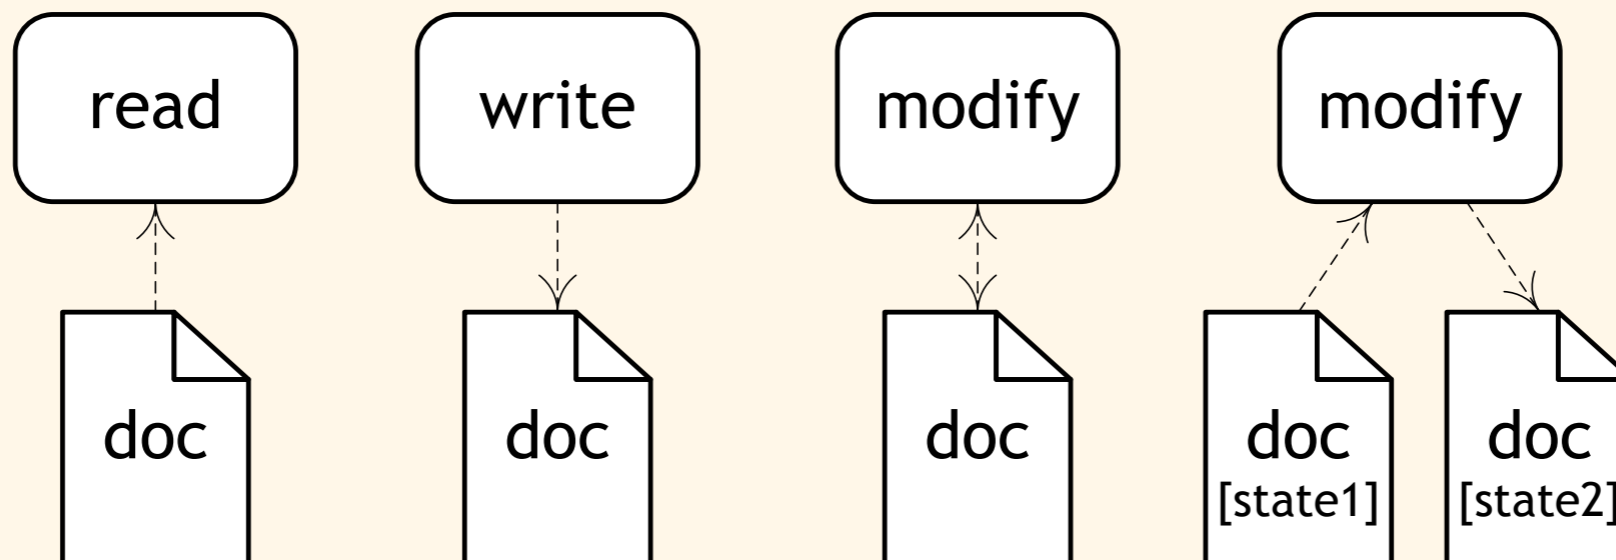 read
write
modify
modify
doc
doc
doc
doc
[state1]
doc
[state2]